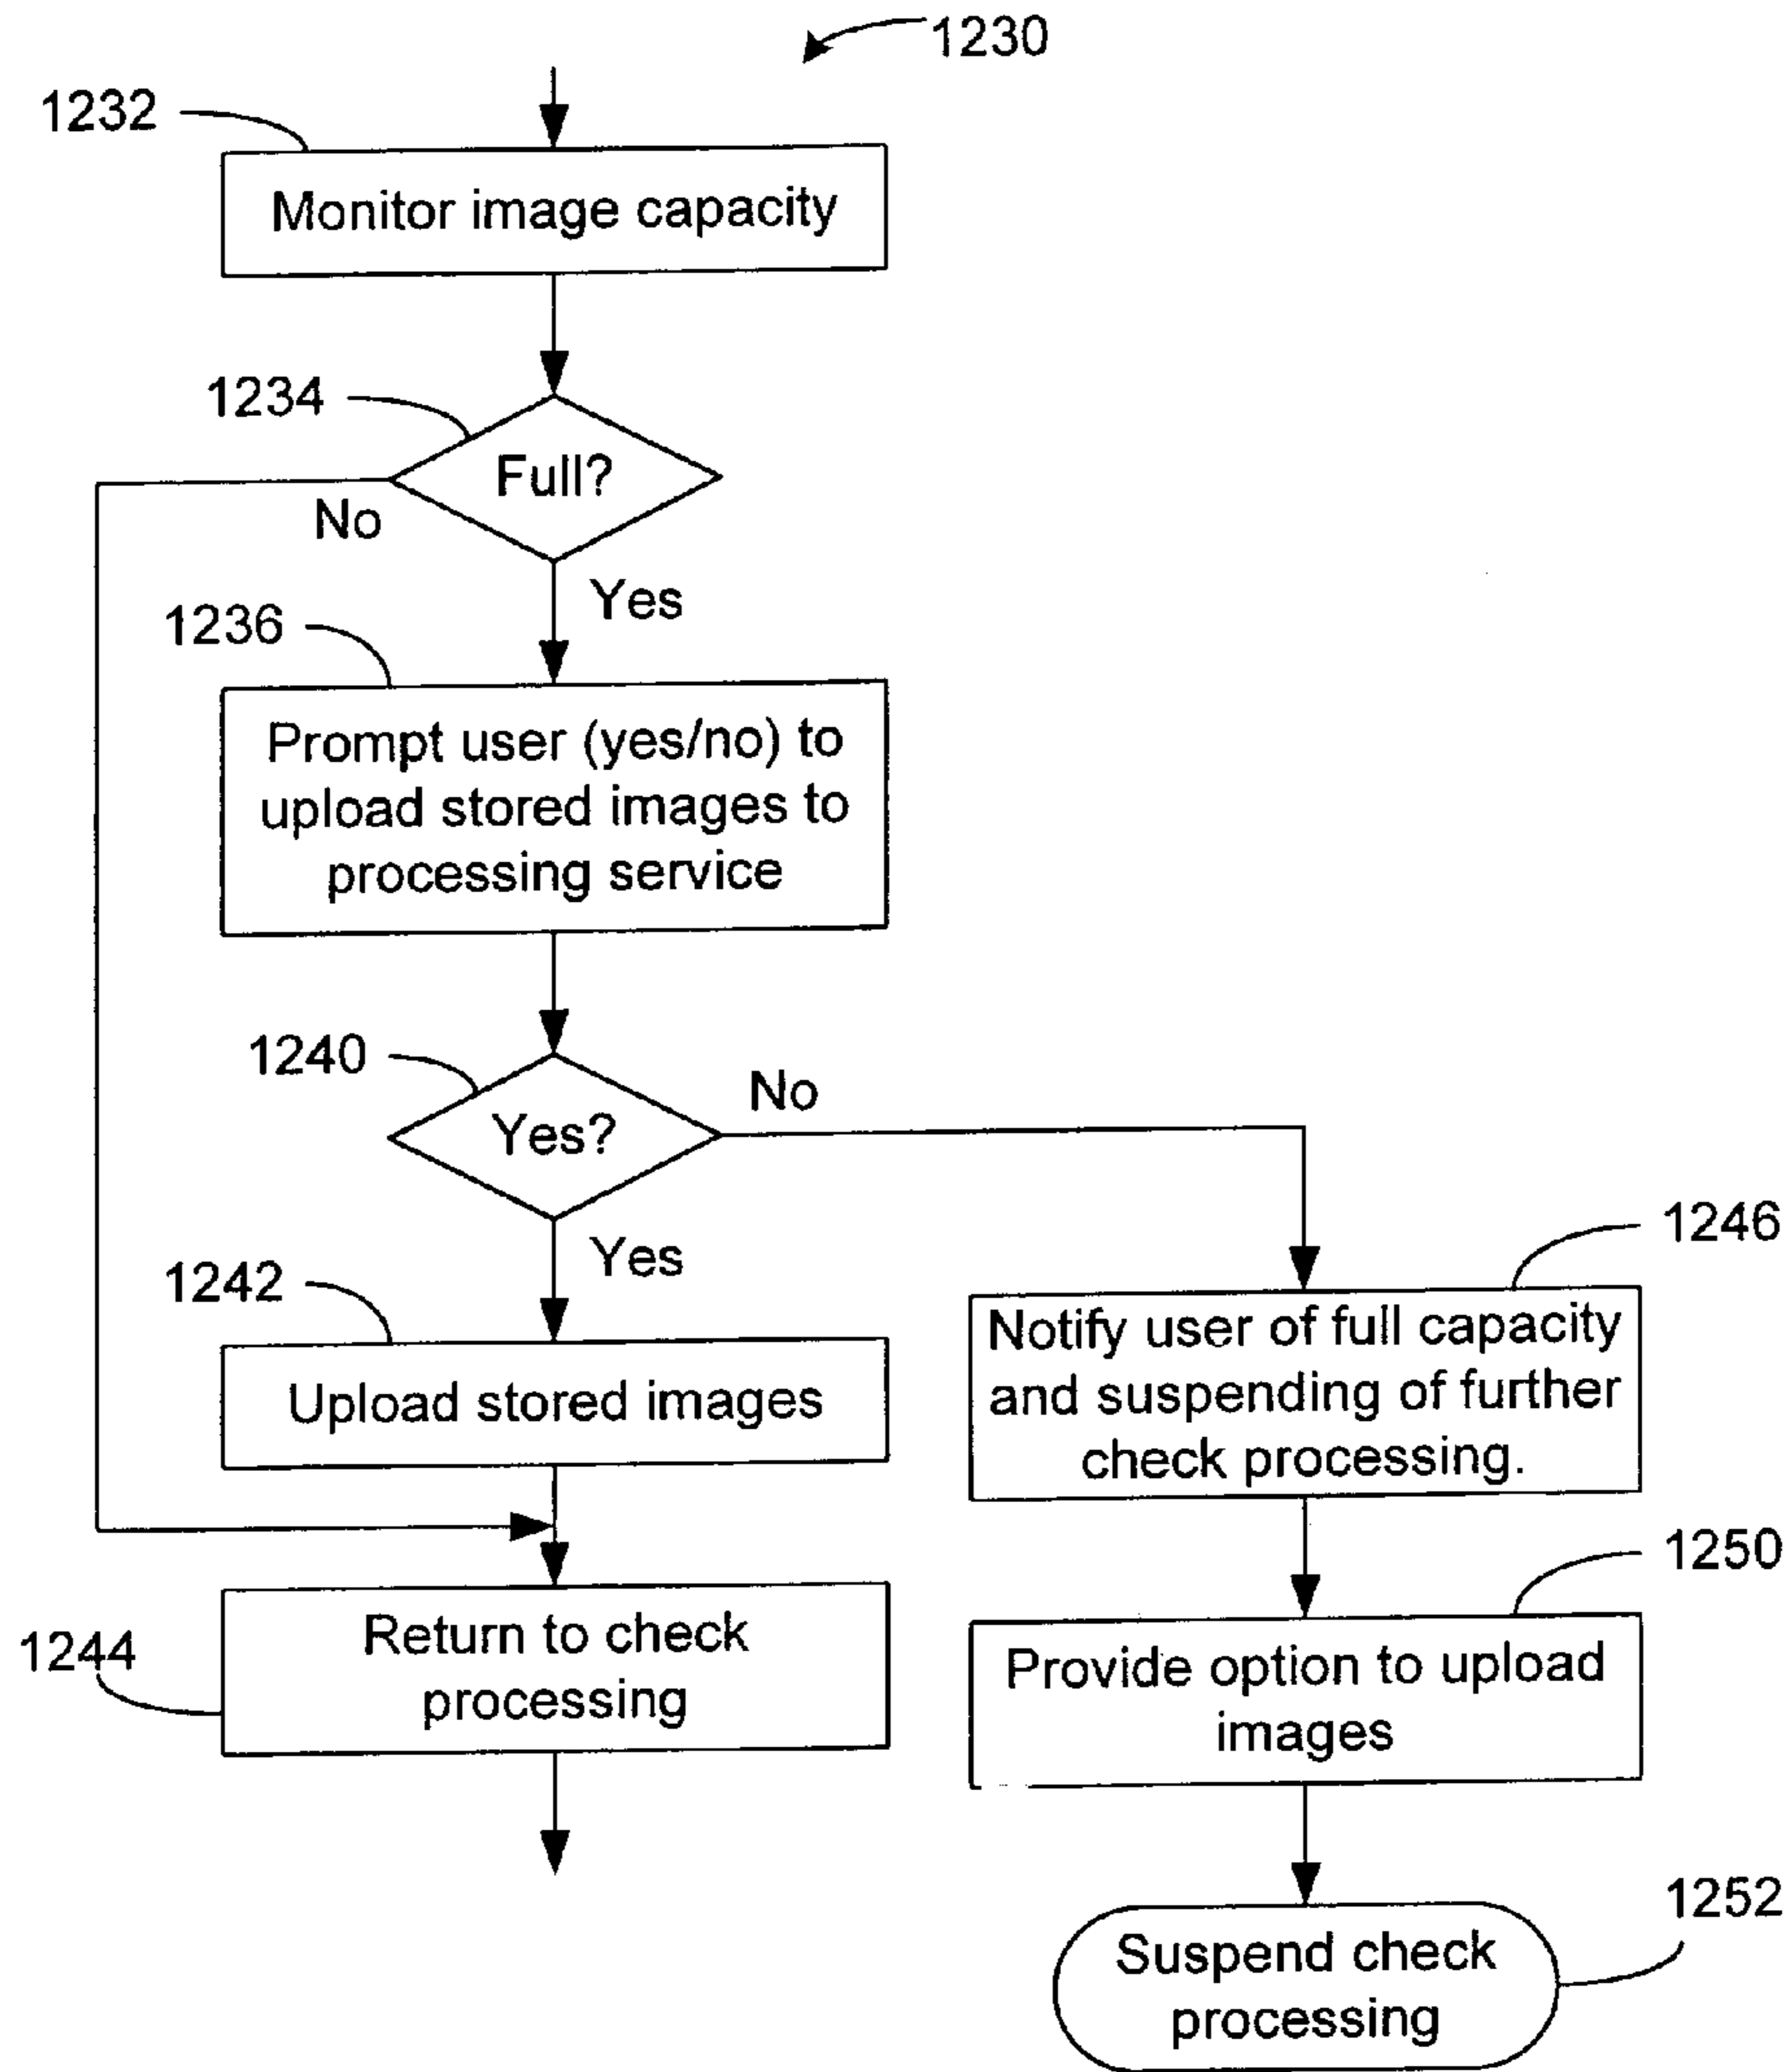 1230
1232
Monitor image capacity
1234
Full?
No
Yes
1236
Prompt user (yes/no) to
upload stored images to
processing service
1240
Yes?
No
Yes
1242
Upload stored images
1246
Notify user of full capacity
and suspending of further
check processing.
1244
Return to check
processing
1250
Provide option to upload
images
1252
Suspend check
processing